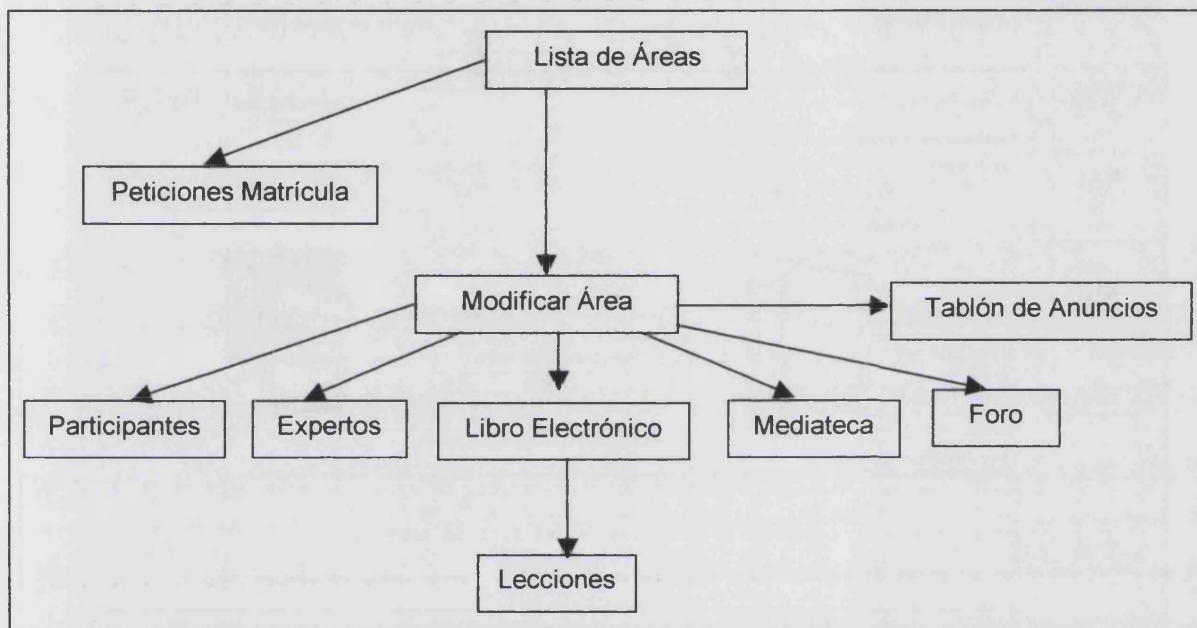 Lista de Áreas
Peticiones Matrícula
Modificar Área
Tablón de Anuncios
Participantes
Expertos
Libro Electrónico
Mediateca
Foro
Lecciones